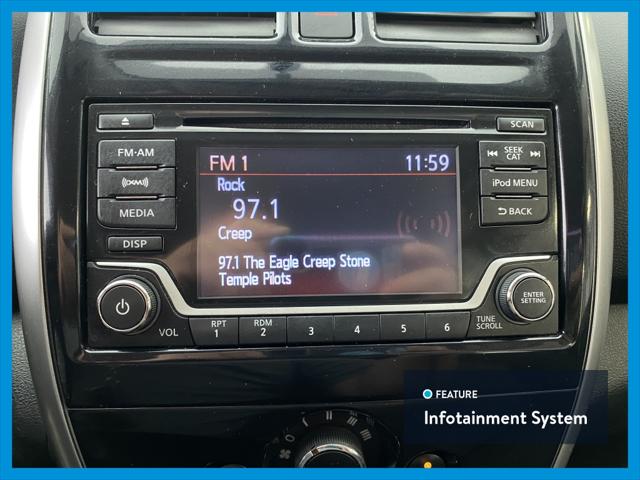 SCAN
FM·AM
XM
MEDIA
DISP
FM 1 11:59
Rock
97.1
Creep
97.1 The Eagle Creep Stone
Temple Pilots
SEEK
CAT
iPod MENU
BACK
VOL
RPT
1
RDM
2
3
4
5
6
TUNE
SCROLL
ENTER
SETTING
FEATURE
Infotainment System